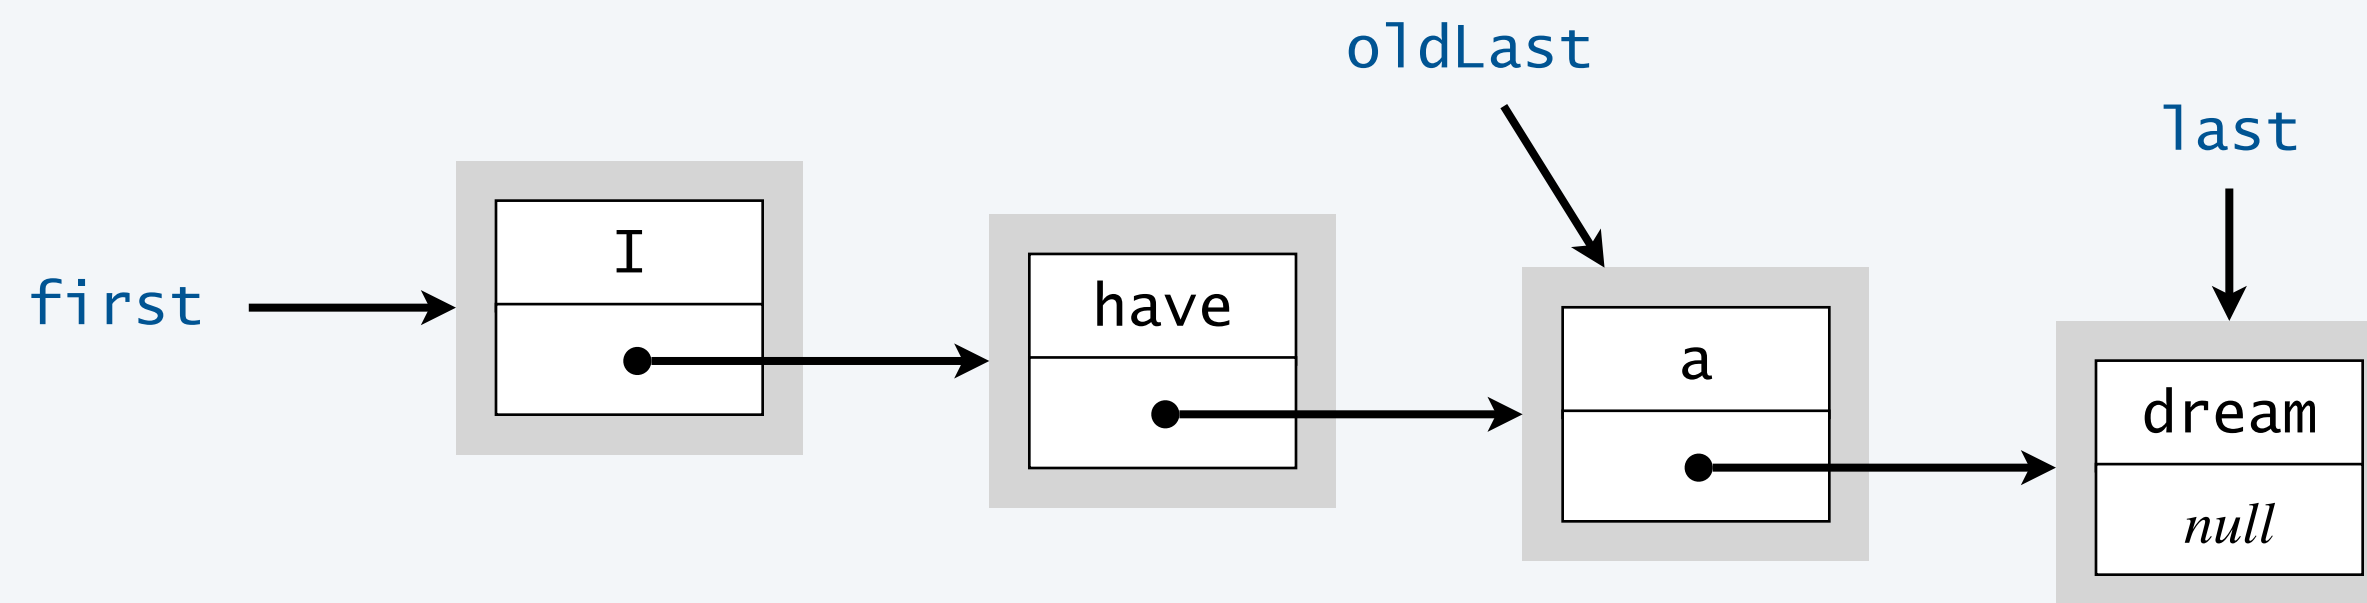 oldLast
last
first
I
have
a
dream
null